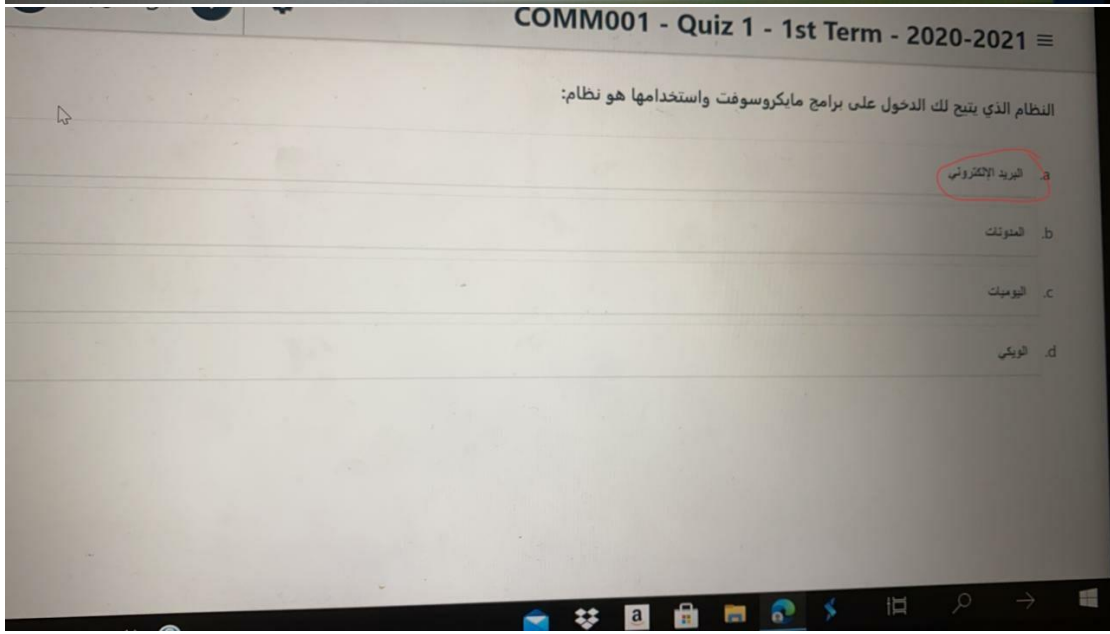 COMM001 - Quiz 1 - 1st Term - 2020-2021
النظام الذي يتيح لك الدخول على برامج مايكروسوفت واستخدامها هو نظام:
a. البريد الإلكتروني
b. المدونات
c. اليوميات
d. الويكي
a